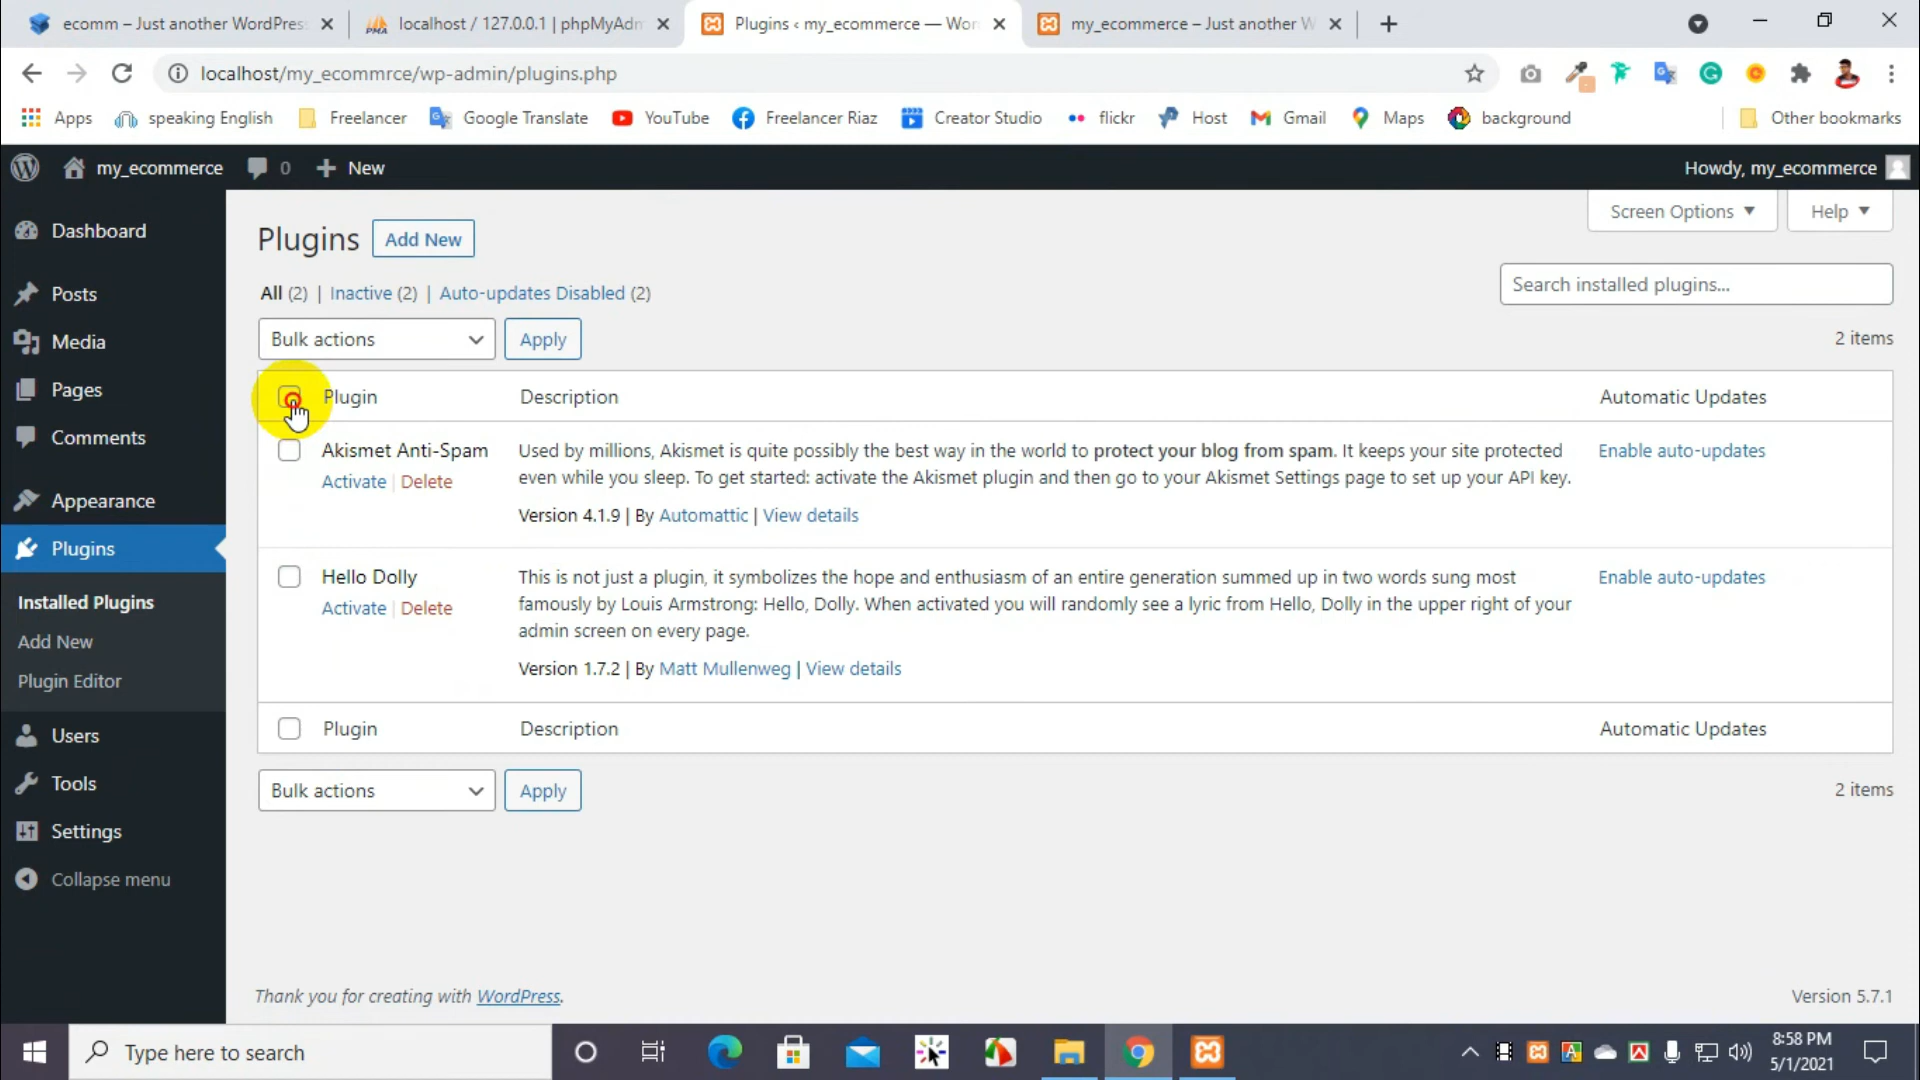 ecomm – Just another WordPress
localhost / 127.0.0.1 | phpMyAdm
Plugins ‹ my_ecommerce — Wor
my_ecommerce – Just another W
localhost/my_ecommrce/wp-admin/plugins.php
Apps
speaking English
Freelancer
Google Translate
YouTube
Freelancer Riaz
Creator Studio
flickr
Host
Gmail
Maps
background
Other bookmarks
my_ecommerce
0
New
Howdy, my_ecommerce
Dashboard
Posts
Media
Pages
Comments
Appearance
Plugins
Installed Plugins
Add New
Plugin Editor
Users
Tools
Settings
Collapse menu
Screen Options
Help
Plugins
Add New
All (2) | Inactive (2) | Auto-updates Disabled (2)
Search installed plugins...
Bulk actions
Apply
2 items
Plugin
Description
Automatic Updates
Akismet Anti-Spam
Activate | Delete
Used by millions, Akismet is quite possibly the best way in the world to protect your blog from spam. It keeps your site protected
even while you sleep. To get started: activate the Akismet plugin and then go to your Akismet Settings page to set up your API key.
Version 4.1.9 | By Automattic | View details
Enable auto-updates
Hello Dolly
Activate | Delete
This is not just a plugin, it symbolizes the hope and enthusiasm of an entire generation summed up in two words sung most
famously by Louis Armstrong: Hello, Dolly. When activated you will randomly see a lyric from Hello, Dolly in the upper right of your
admin screen on every page.
Version 1.7.2 | By Matt Mullenweg | View details
Enable auto-updates
Plugin
Description
Automatic Updates
Bulk actions
Apply
2 items
Thank you for creating with WordPress.
Version 5.7.1
Type here to search
8:58 PM
5/1/2021